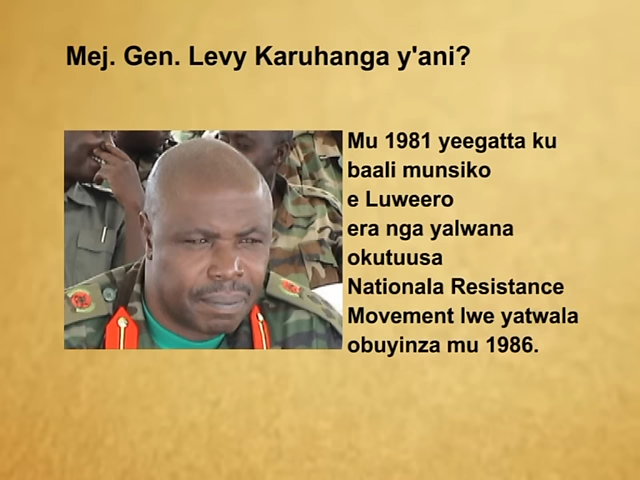 Mej. Gen. Levy Karuhanga y'ani?
Mu 1981 yeegatta ku
baali munsiko
e Luweero
era nga yalwana
okutuusa
Nationala Resistance
Movement lwe yatwala
obuyinza mu 1986.